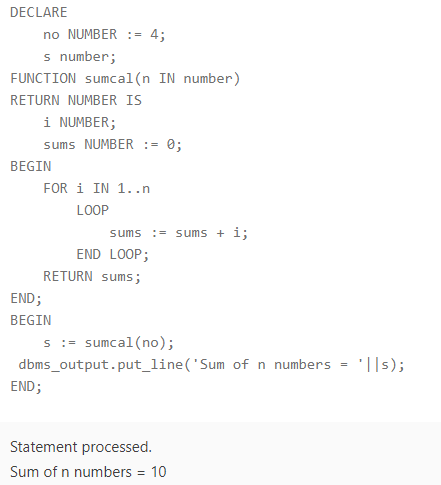 DECLARE
    no NUMBER := 4;
    s number;
FUNCTION sumcal(n IN number)
RETURN NUMBER IS
    i NUMBER;
    sums NUMBER := 0;
BEGIN
    FOR i IN 1..n
        LOOP
            sums := sums + i;
        END LOOP;
    RETURN sums;
END;
BEGIN
    s := sumcal(no);
 dbms_output.put_line('Sum of n numbers = '||s);
END;
Statement processed.
Sum of n numbers = 10